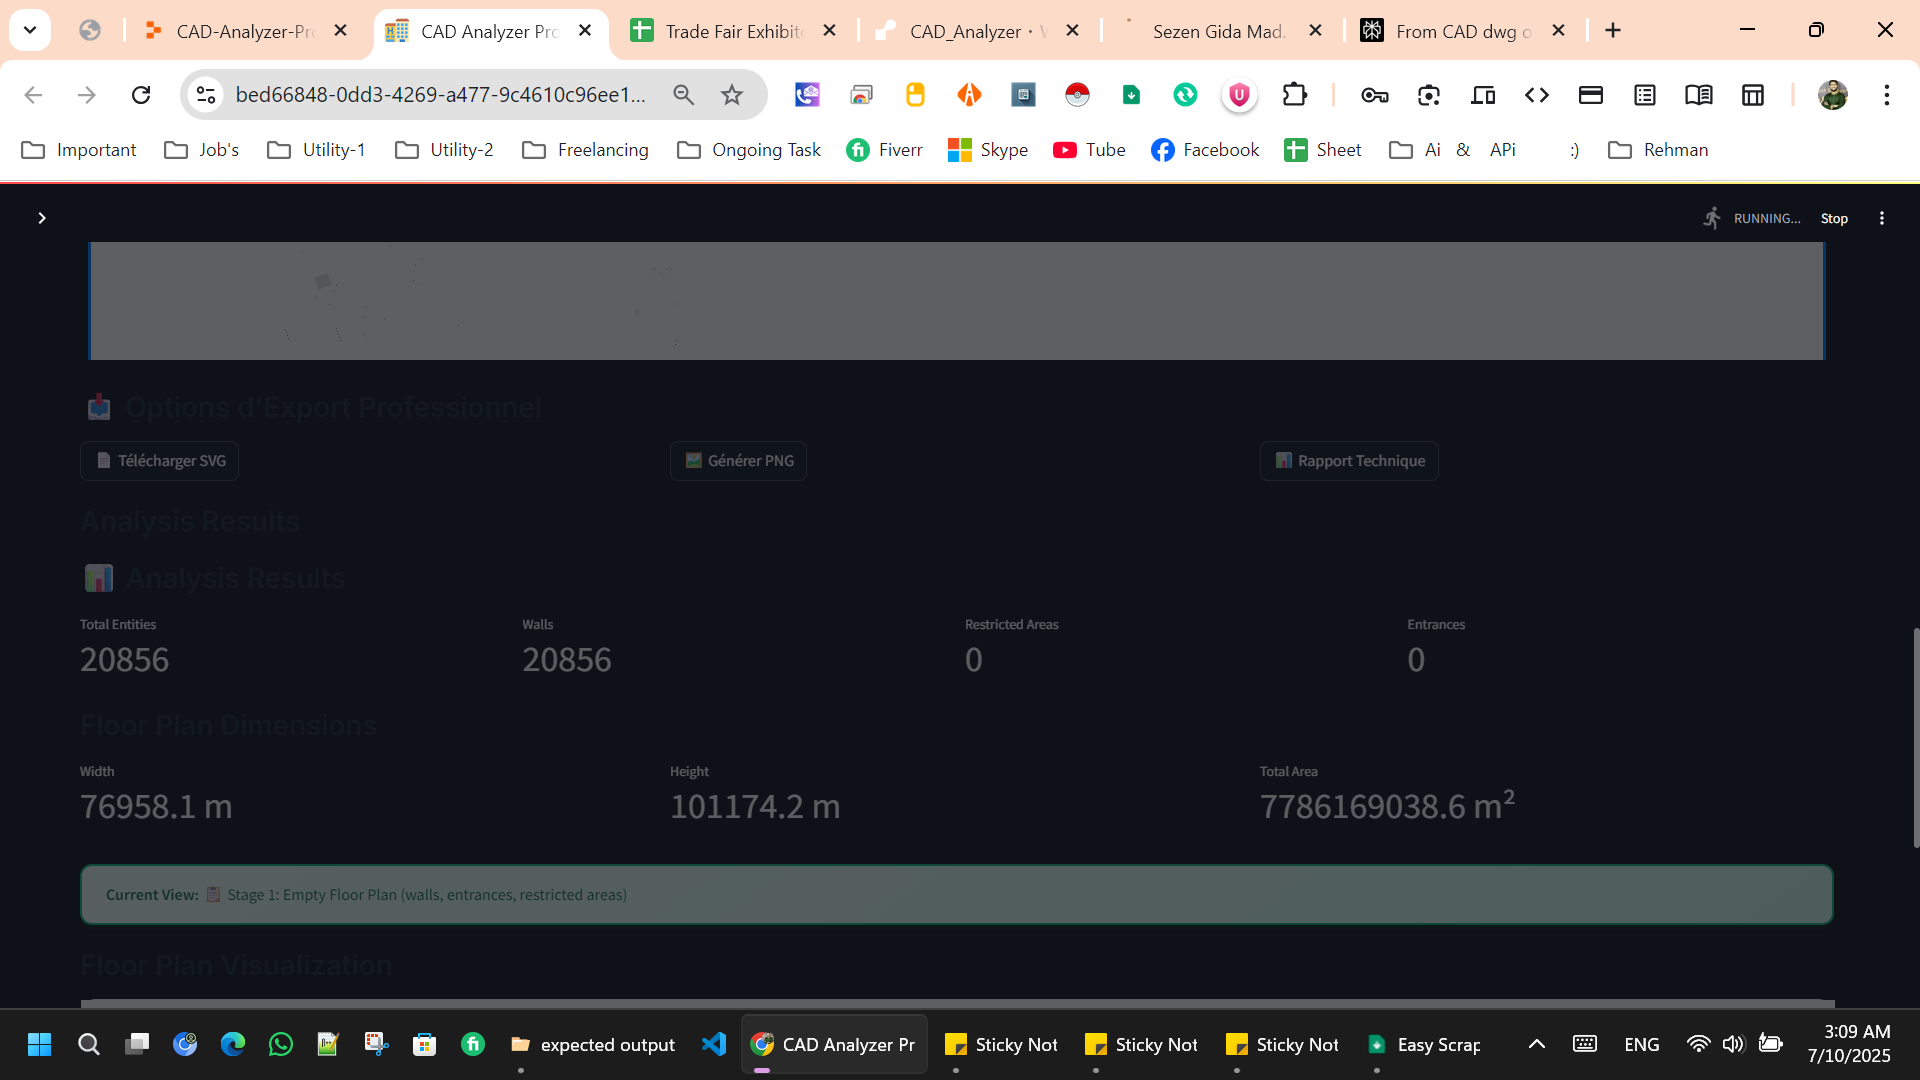 CAD-Analyzer-Pr
CAD Analyzer Pro
Trade Fair Exhibit
CAD_Analyzer
Sezen Gida Mad.
From CAD dwg o
bed66848-0dd3-4269-a477-9c4610c96ee1...
Important
Job's
Utility-1
Utility-2
Freelancing
Ongoing Task
Fiverr
Skype
Tube
Facebook
Sheet
Ai & APi :)
Rehman
RUNNING...
Stop
Options d'Export Professionnel
Télécharger SVG
Générer PNG
Rapport Technique
Analysis Results
Analysis Results
Total Entities
Walls
Restricted Areas
Entrances
20856
20856
0
0
Floor Plan Dimensions
Width
Height
Total Area
76958.1 m
101174.2 m
7786169038.6 m²
Current View: Stage 1: Empty Floor Plan (walls, entrances, restricted areas)
Floor Plan Visualization
expected output
CAD Analyzer Pr
Sticky Not
Sticky Not
Sticky Not
Easy Scrap
ENG
3:09 AM
7/10/2025